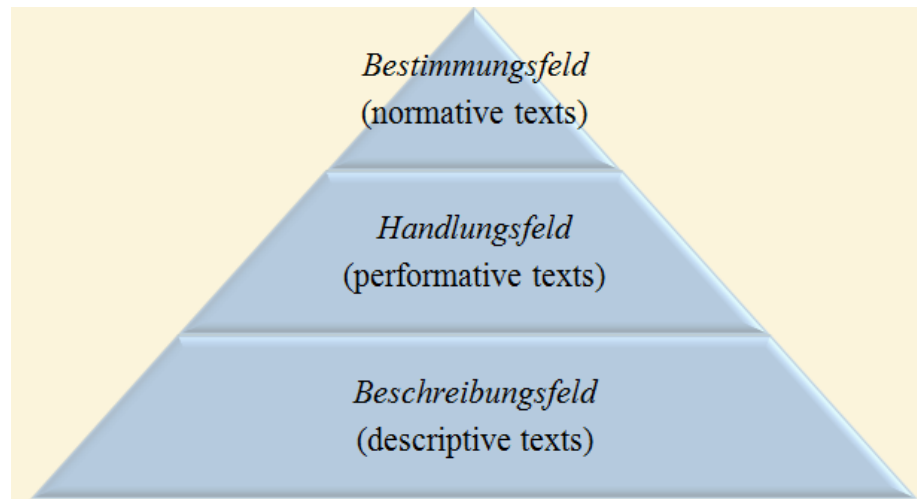 Bestimmungsfeld
(normative texts)
Handlungsfeld
(performative texts)
Beschreibungsfeld
(descriptive texts)